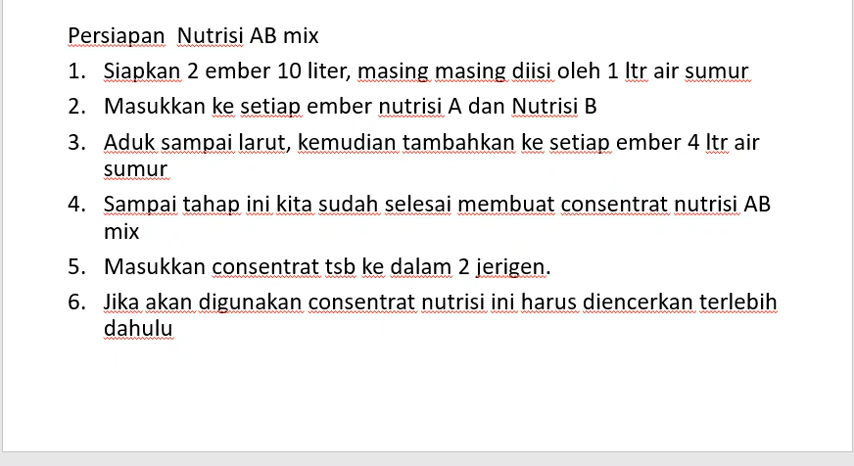 Persiapan  Nutrisi AB mix
1. Siapkan 2 ember 10 liter, masing masing diisi oleh 1 ltr air sumur
2. Masukkan ke setiap ember nutrisi A dan Nutrisi B
3. Aduk sampai larut, kemudian tambahkan ke setiap ember 4 ltr air
sumur
4. Sampai tahap ini kita sudah selesai membuat consentrat nutrisi AB
mix
5. Masukkan consentrat tsb ke dalam 2 jerigen.
6. Jika akan digunakan consentrat nutrisi ini harus diencerkan terlebih
dahulu